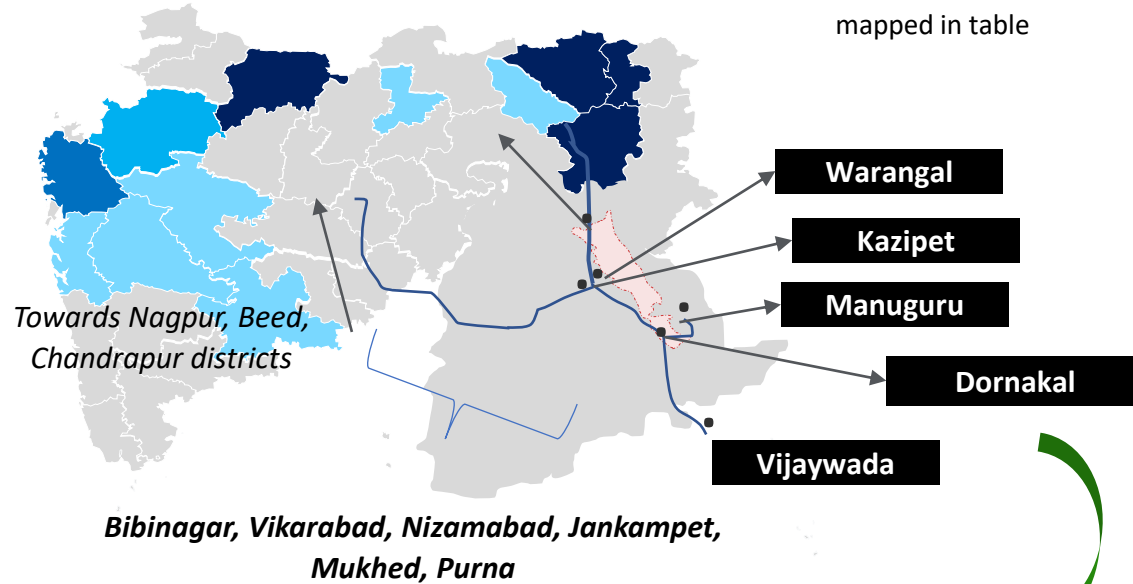 mapped in table
Warangal
Kazipet
Manuguru
Towards Nagpur, Beed,
Chandrapur districts
Dornakal
Vijaywada
Bibinagar, Vikarabad, Nizamabad, Jankampet,
Mukhed, Purna